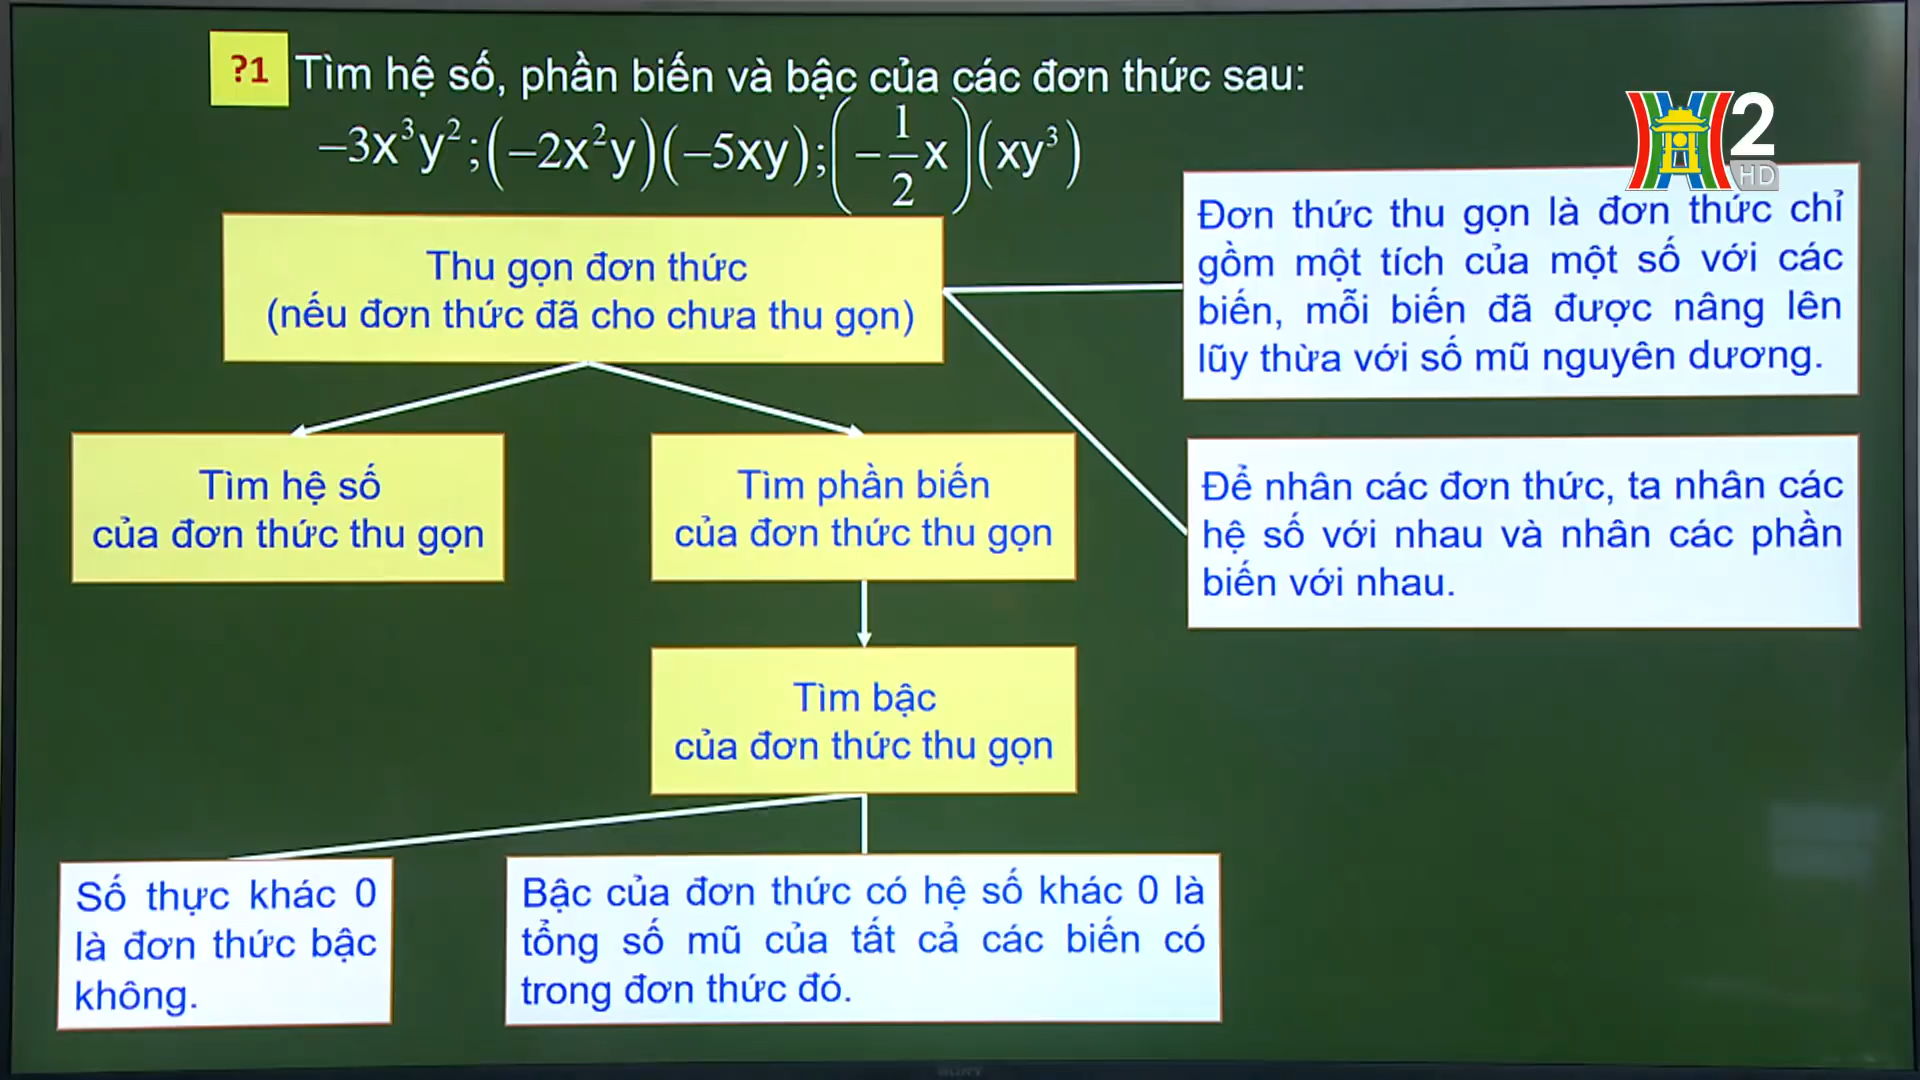 ?1 Tìm hệ số, phần biến và bậc của các đơn thức sau:
−3x³y²;(−2x²y)(−5xy);(−1/2x)(xy³)
2
HD
Thu gọn đơn thức
(nếu đơn thức đã cho chưa thu gọn)
Đơn thức thu gọn là đơn thức chỉ
gồm một tích của một số với các
biến, mỗi biến đã được nâng lên
lũy thừa với số mũ nguyên dương.
Tìm hệ số
của đơn thức thu gọn
Tìm phần biến
của đơn thức thu gọn
Để nhân các đơn thức, ta nhân các
hệ số với nhau và nhân các phần
biến với nhau.
Tìm bậc
của đơn thức thu gọn
Số thực khác 0
là đơn thức bậc
không.
Bậc của đơn thức có hệ số khác 0 là
tổng số mũ của tất cả các biến có
trong đơn thức đó.
SONY